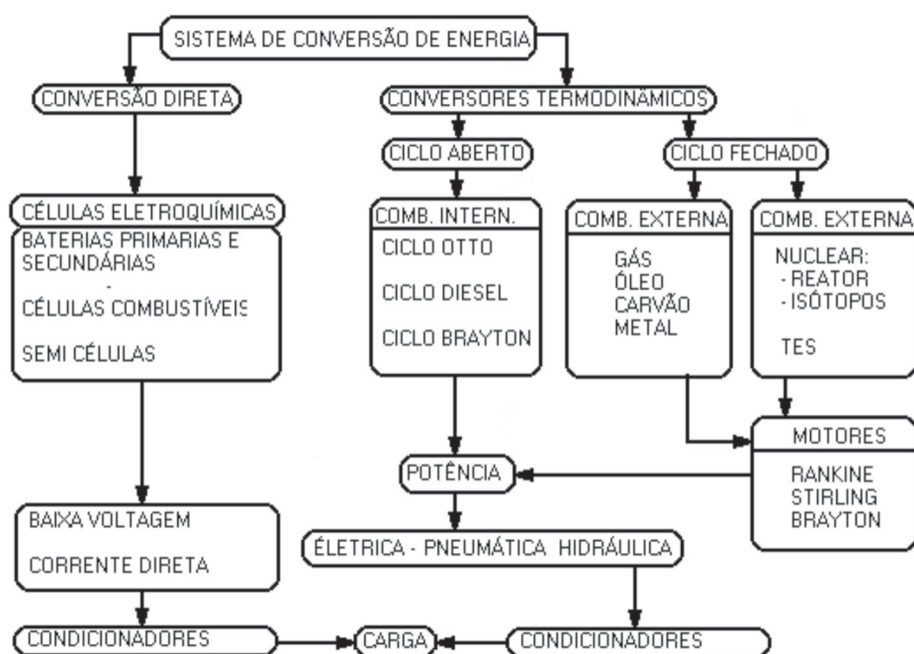 SISTEMA DE CONVERSÃO DE ENERGIA
CONVERSÃO DIRETA
CONVERSORES TERMODINÂMICOS
CICLO ABERTO
CICLO FECHADO
CÉLULAS ELETROQUÍMICAS
BATERIAS PRIMARIAS E
SECUNDÁRIAS
-
CÉLULAS COMBUSTÍVEIS
SEMI CÉLULAS
COMB. INTERN.
CICLO OTTO
CICLO DIESEL
CICLO BRAYTON
COMB. EXTERNA
GÁS
ÓLEO
CARVÃO
METAL
COMB. EXTERNA
NUCLEAR:
- REATOR
- ISÓTOPOS
TES
MOTORES
RANKINE
STIRLING
BRAYTON
POTÊNCIA
BAIXA VOLTAGEM
CORRENTE DIRETA
ÉLETRICA - PNEUMÁTICA HIDRÁULICA
CONDICIONADORES
CARGA
CONDICIONADORES